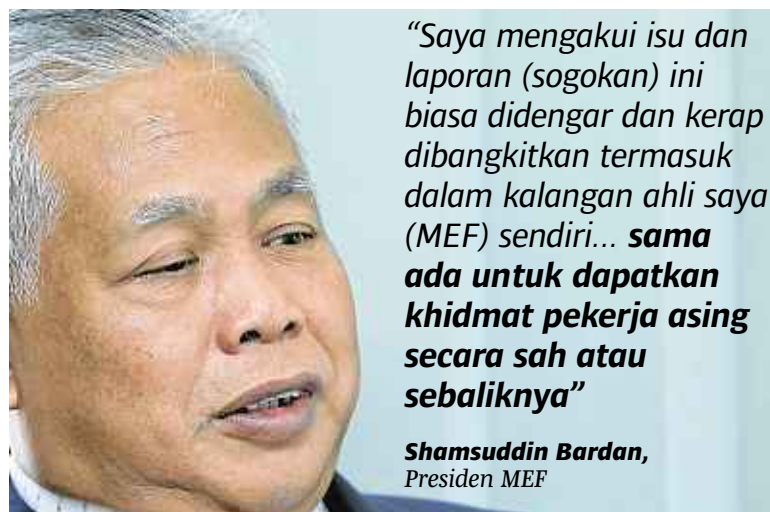 “Saya mengakui isu dan
laporan (sogokan) ini
biasa didengar dan kerap
dibangkitkan termasuk
dalam kalangan ahli saya
(MEF) sendiri... sama
ada untuk dapatkan
khidmat pekerja asing
secara sah atau
sebaliknya”
Shamsuddin Bardan,
Presiden MEF